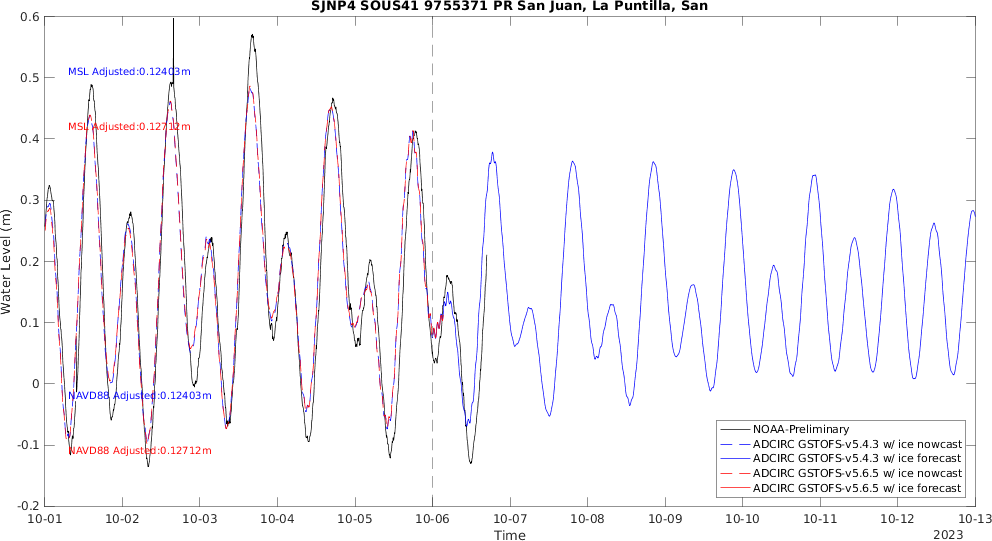 SJNP4 SOUS41 9755371 PR San Juan, La Puntilla, San
0.6
0.5
0.4
0.3
0.2
0.1
0
-0.1
-0.2
Water Level (m)
MSL Adjusted:0.12403m
MSL Adjusted:0.12712m
NAVD88 Adjusted:0.12403m
NAVD88 Adjusted:0.12712m
NOAA-Preliminary
ADCIRC GSTOFS-v5.4.3 w/ ice nowcast
ADCIRC GSTOFS-v5.4.3 w/ ice forecast
ADCIRC GSTOFS-v5.6.5 w/ ice nowcast
ADCIRC GSTOFS-v5.6.5 w/ ice forecast
10-01 10-02 10-03 10-04 10-05 10-06 10-07 10-08 10-09 10-10 10-11 10-12 10-13
Time
2023